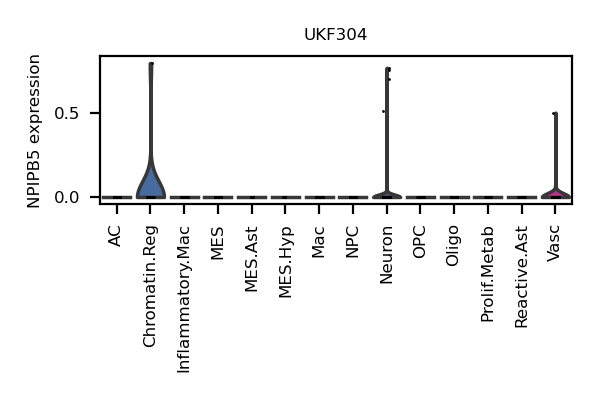 UKF304
NPIPB5 expression
0.5
0.0
AC
Chromatin.Reg
Inflammatory.Mac
MES
MES.Ast
MES.Hyp
Mac
NPC
Neuron
OPC
Oligo
Prolif.Metab
Reactive.Ast
Vasc